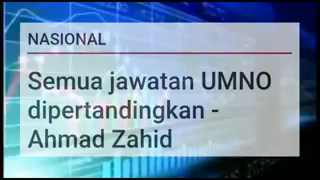 NASIONAL
Semua jawatan UMNO
dipertandingkan -
Ahmad Zahid